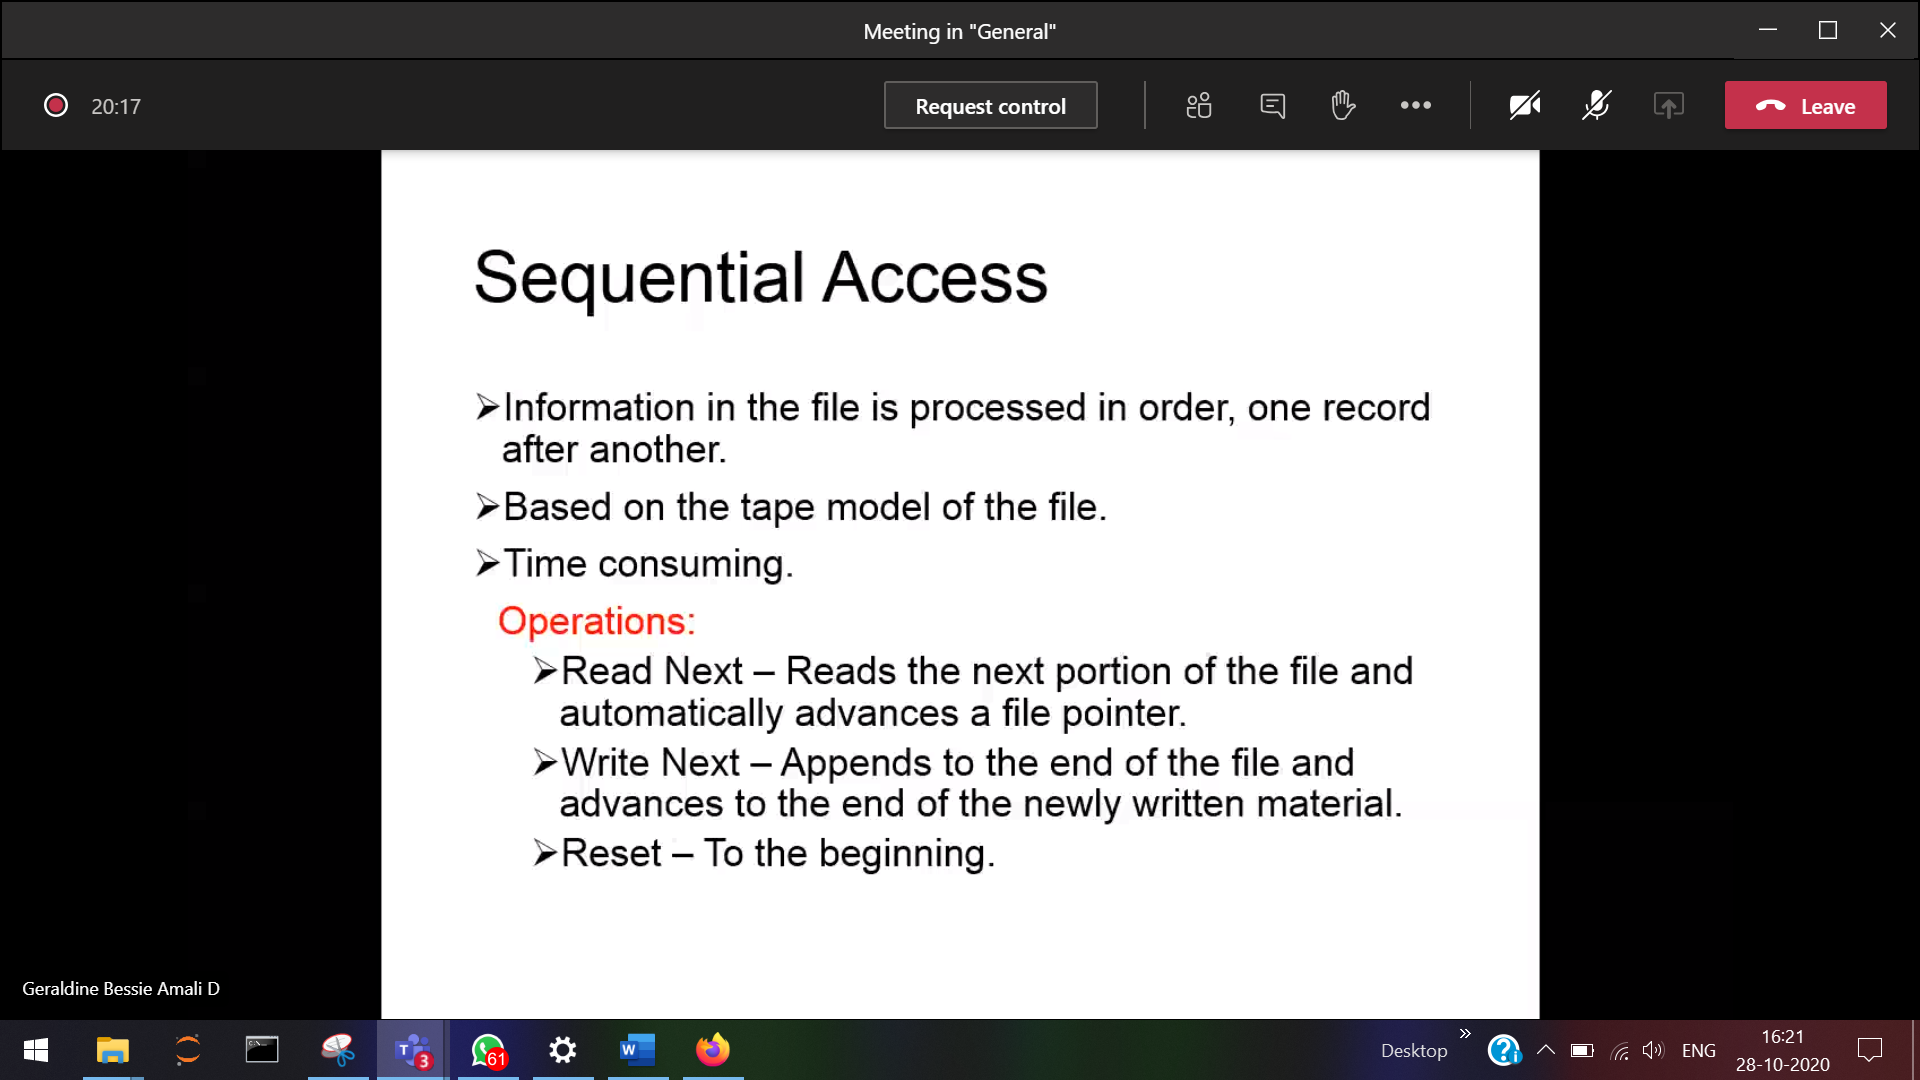 Meeting in "General"
20:17
Request control
Leave
Sequential Access
➢Information in the file is processed in order, one record
after another.
➢Based on the tape model of the file.
➢Time consuming.
Operations:
➢Read Next – Reads the next portion of the file and
automatically advances a file pointer.
➢Write Next – Appends to the end of the file and
advances to the end of the newly written material.
➢Reset – To the beginning.
Geraldine Bessie Amali D
T 3
61
W
Desktop
ENG
16:21
28-10-2020